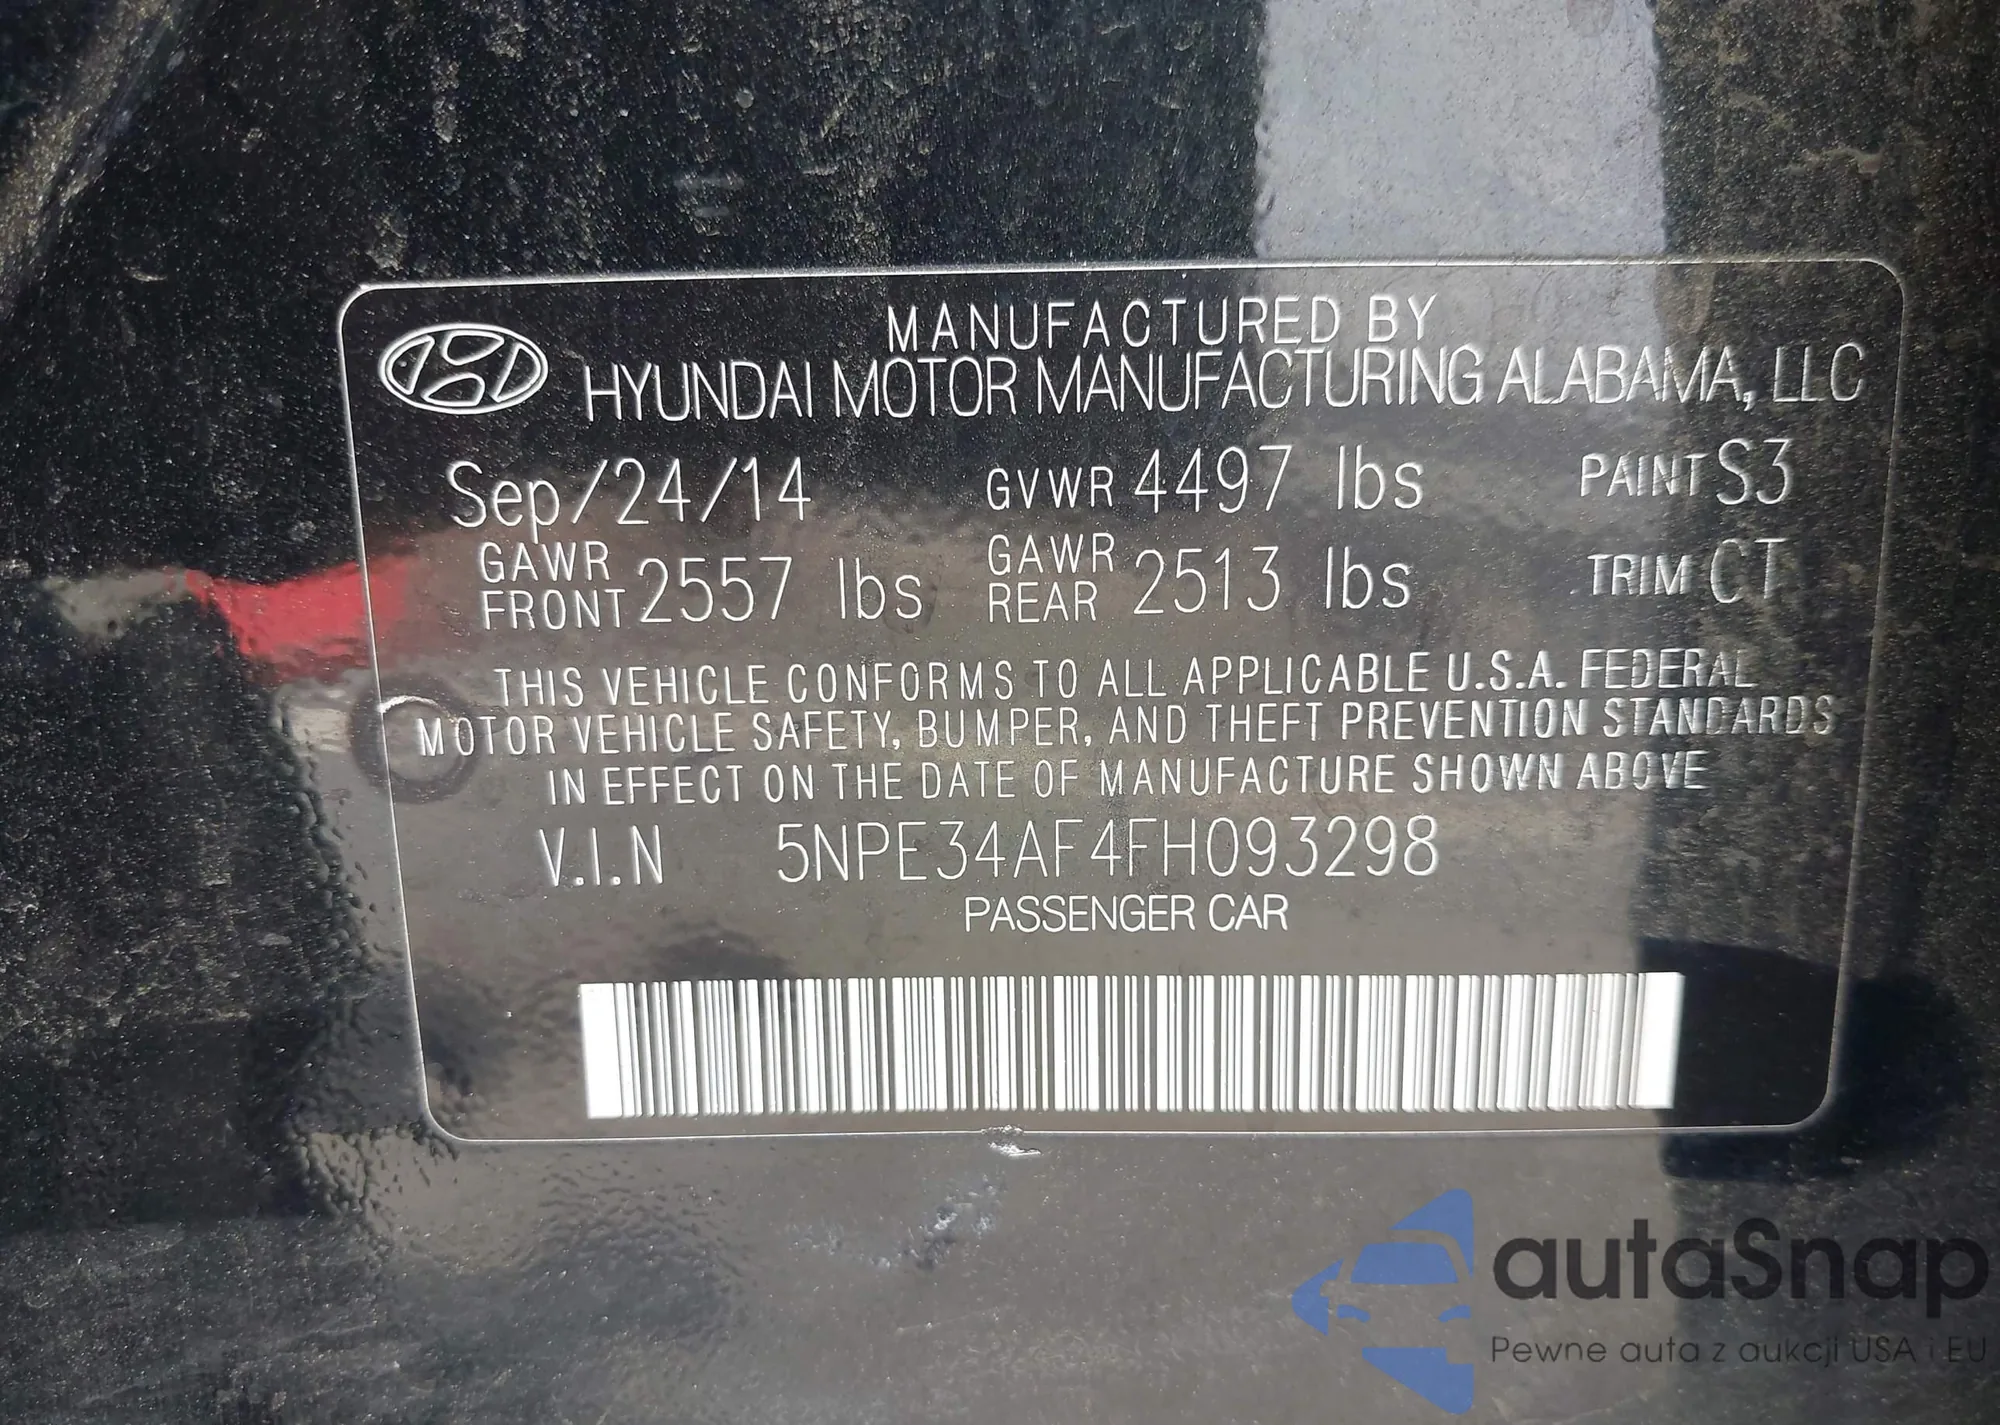 MANUFACTURED BY
HYUNDAI MOTOR MANUFACTURING ALABAMA, LLC
Sep/24/14 GVWR 4497 lbs PAINT S3
GAWR FRONT 2557 lbs GAWR REAR 2513 lbs TRIM CT
THIS VEHICLE CONFORMS TO ALL APPLICABLE U.S.A. FEDERAL
MOTOR VEHICLE SAFETY, BUMPER, AND THEFT PREVENTION STANDARDS
IN EFFECT ON THE DATE OF MANUFACTURE SHOWN ABOVE
V.I.N 5NPE34AF4FH093298
PASSENGER CAR
autaSnap
Pewne auta z aukcji USA i EU